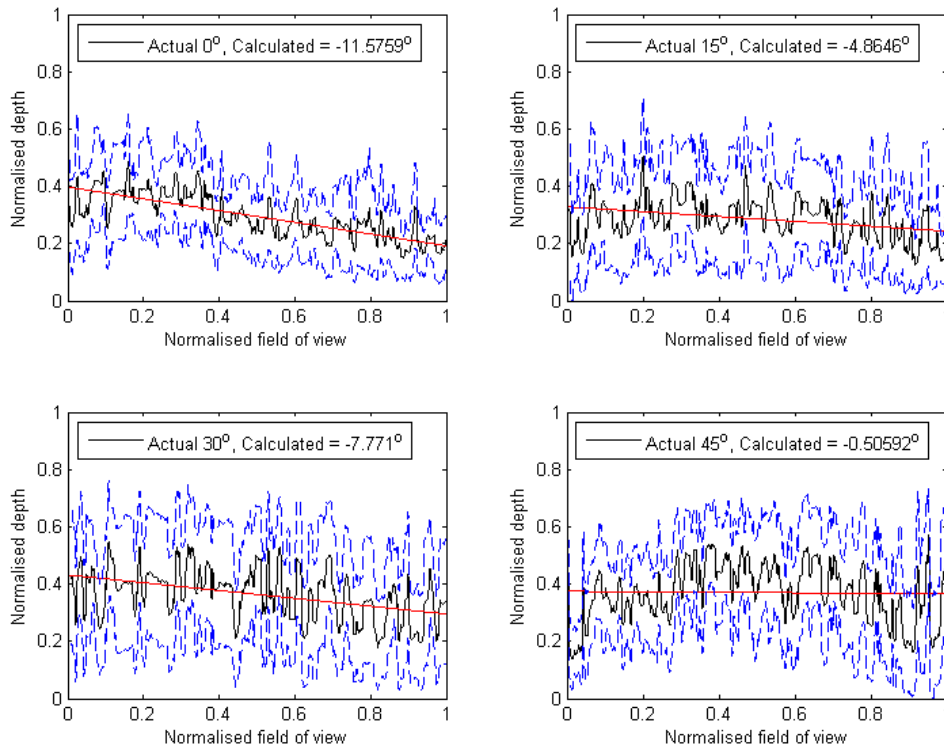 Actual 0°, Calculated = -11.5759°
1
0.8
0.6
0.4
0.2
0
Normalised depth
0 0.2 0.4 0.6 0.8 1
Normalised field of view
Actual 15°, Calculated = -4.8646°
1
0.8
0.6
0.4
0.2
0
Normalised depth
0 0.2 0.4 0.6 0.8
Normalised field of view
Actual 30°, Calculated = -7.771°
1
0.8
0.6
0.4
0.2
0
Normalised depth
0 0.2 0.4 0.6 0.8 1
Normalised field of view
Actual 45°, Calculated = -0.50592°
1
0.8
0.6
0.4
0.2
0
Normalised depth
0 0.2 0.4 0.6 0.8
Normalised field of view